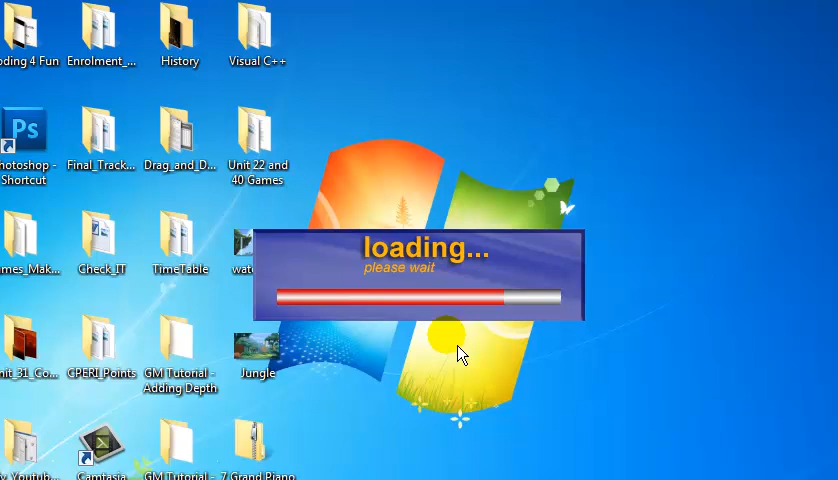 oding 4 Fun
Enrolment_...
History
Visual C++
Ps
hotoshop -
Shortcut
Final_Track...
Drag_and_D...
Unit 22 and
40 Games
loading...
please wait
mes_Mak...
Check_IT
TimeTable
wat
nit_31_Co...
CPERI_Points
GM Tutorial -
Adding Depth
Jungle
Camtasia
GM Tutorial -
7 Grand Piano